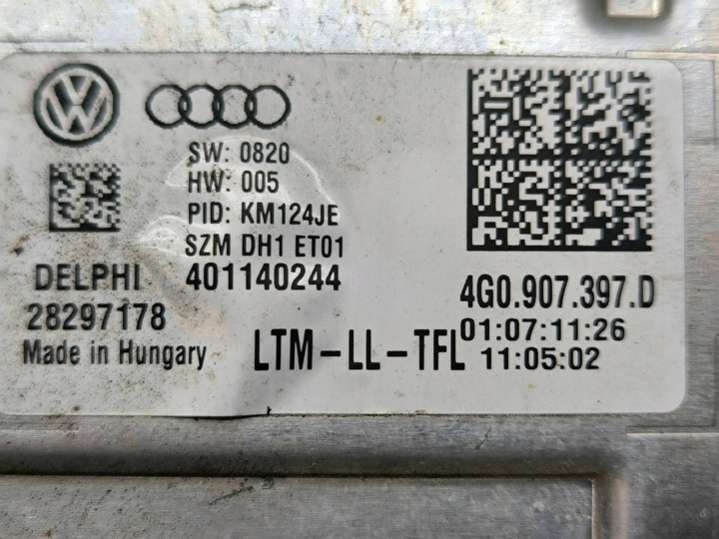 SW: 0820
HW: 005
PID: KM124JE
SZM DH1 ET01
DELPHI 401140244
28297178
Made in Hungary
LTM-LL-TFL
4G0.907.397.D
01:07:11:26
11:05:02